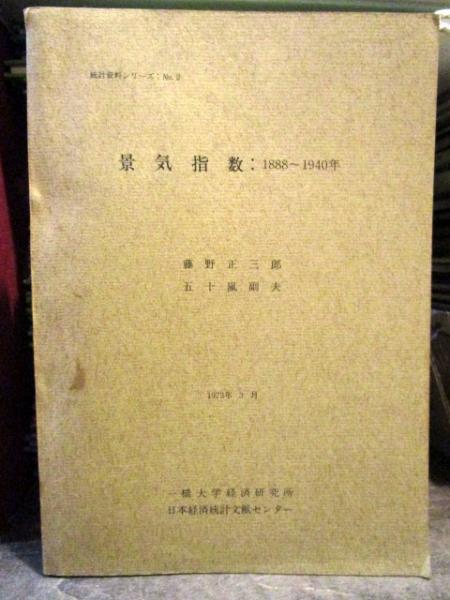 統計資料シリーズ：No. 2
景気指数：1888～1940年
藤野正三郎
五十嵐副夫
1973年 3 月
一橋大学経済研究所
日本経済統計文献センター